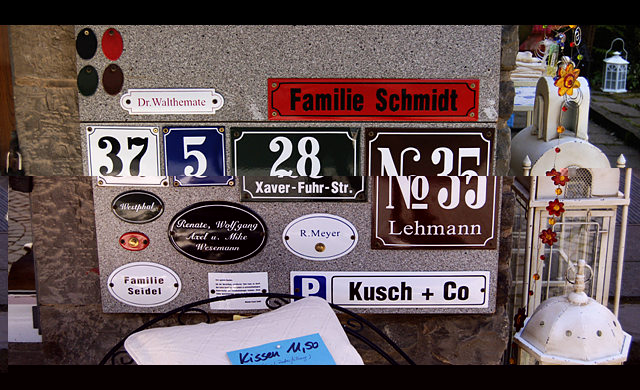 Dr.Walthemate
Familie Schmidt
37
5
28
Xaver-Fuhr-Str.
No 35
Lehmann
Westphal
Renate, Wolfgang
Axel u. Mike
Wesemann
R.Meyer
Familie
Seidel
P
Kusch + Co
Kissen 11,50